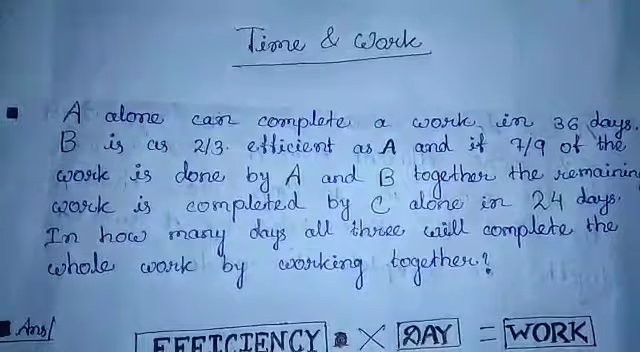 Time & Work
A alone can complete a work in 36 days.
B is as 2/3 efficient as A and if 7/9 of the
work is done by A and B together the remaining
work is completed by C alone in 24 days.
In how many days all three will complete the
whole work by working together?
Ans/
EFFICIENCY × DAY = WORK